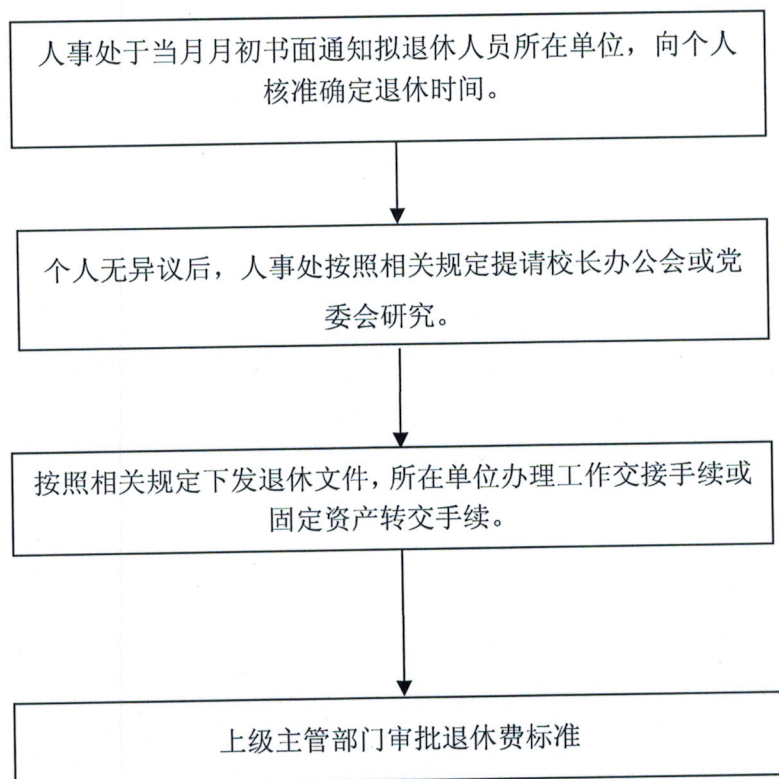 人事处于当月月初书面通知拟退休人员所在单位，向个人
核准确定退休时间。
个人无异议后，人事处按照相关规定提请校长办公会或党
委会研究。
按照相关规定下发退休文件，所在单位办理工作交接手续或
固定资产转交手续。
上级主管部门审批退休费标准